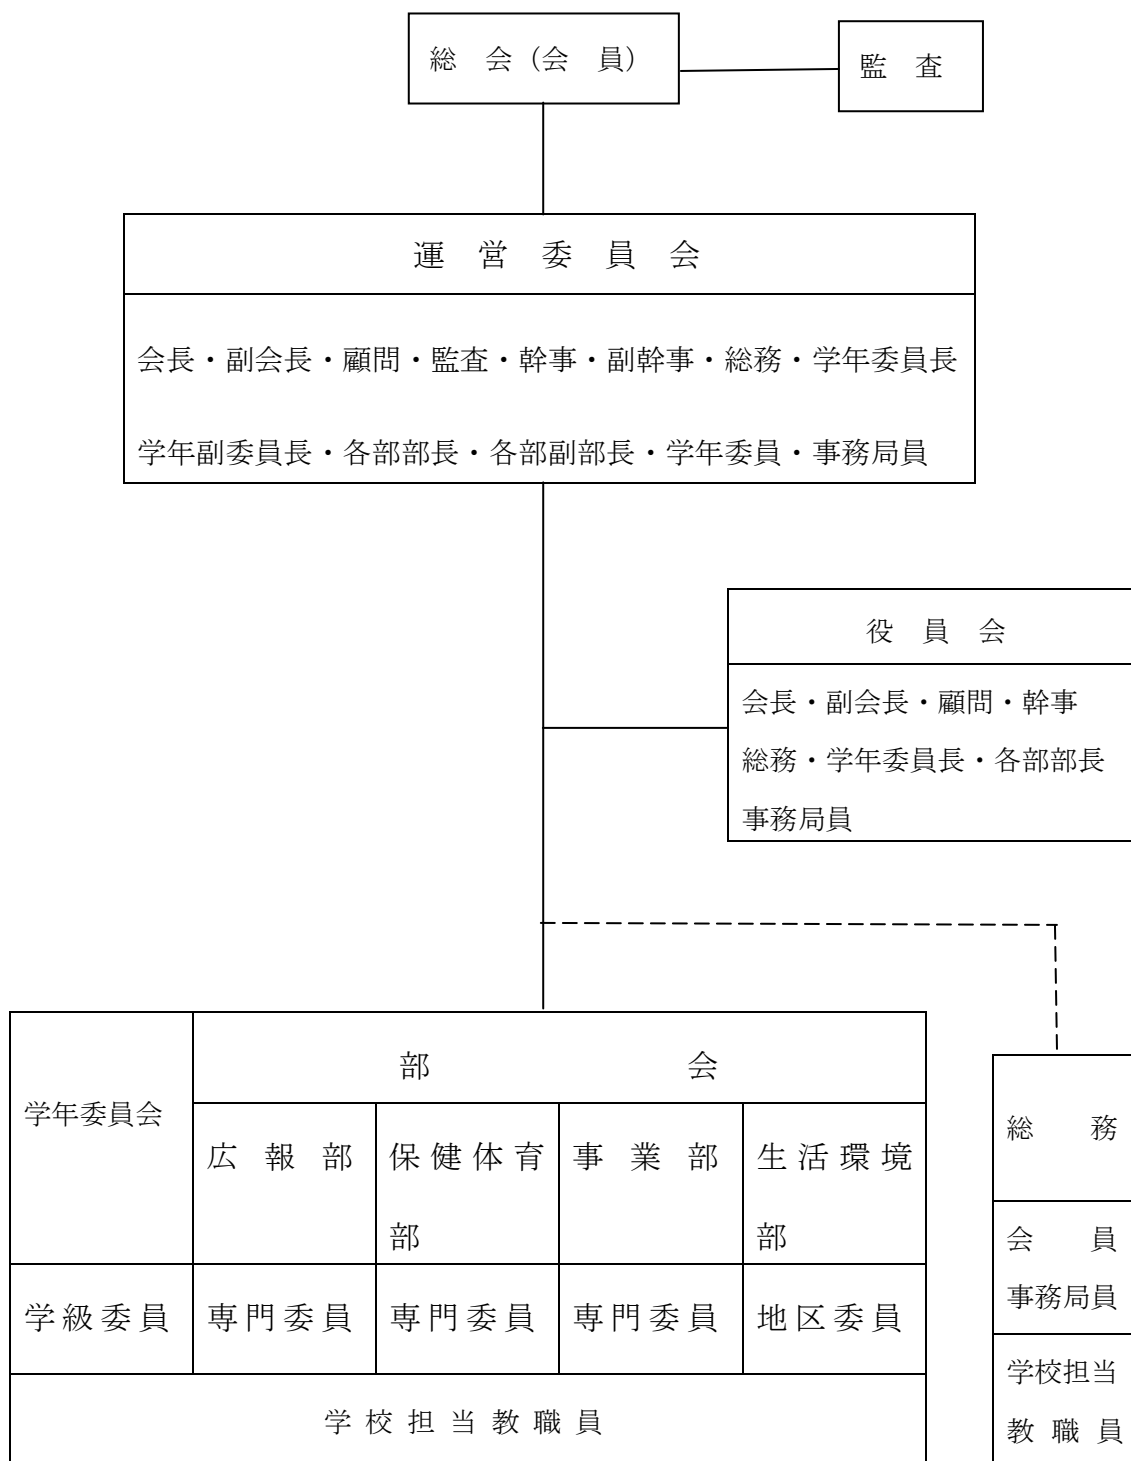 総　会（会　員）
監　査
運　営　委　員　会
会長・副会長・顧問・監査・幹事・副幹事・総務・学年委員長
学年副委員長・各部部長・各部副部長・学年委員・事務局員
役　員　会
会長・副会長・顧問・幹事
総務・学年委員長・各部部長
事務局員
学年委員会
部　　　　会
広　報　部
保健体育
部
事　業　部
生活環境
部
学級委員
専門委員
専門委員
専門委員
地区委員
学校担当教職員
総　　務
会　　員
事務局員
学校担当
教　職　員